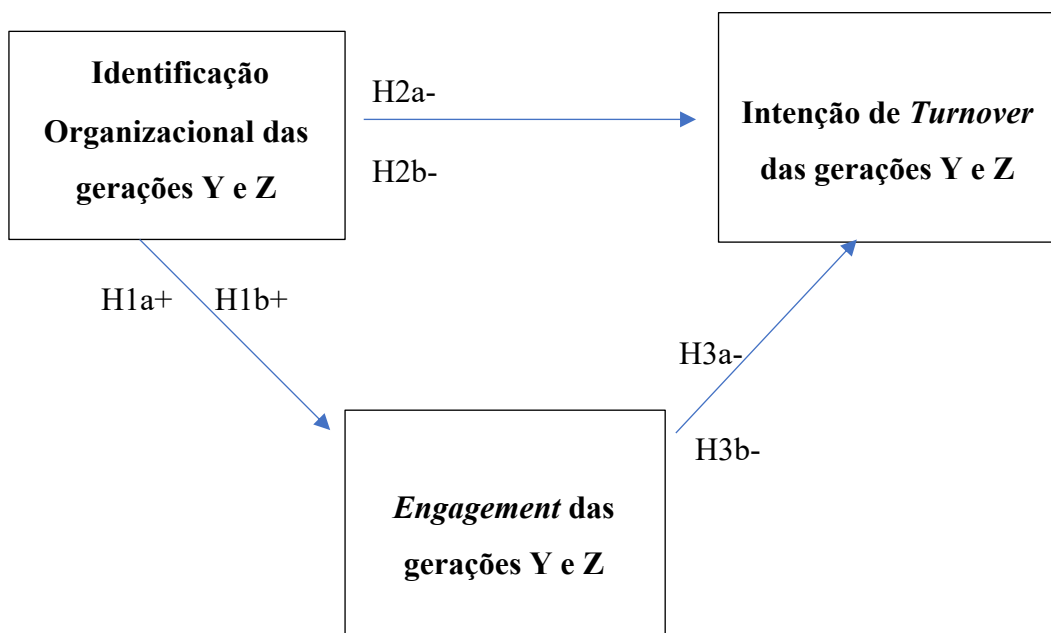 Identificação
Organizacional das
gerações Y e Z
H2a-
H2b-
Intenção de Turnover
das gerações Y e Z
H1a+ H1b+
H3a-
H3b-
Engagement das
gerações Y e Z